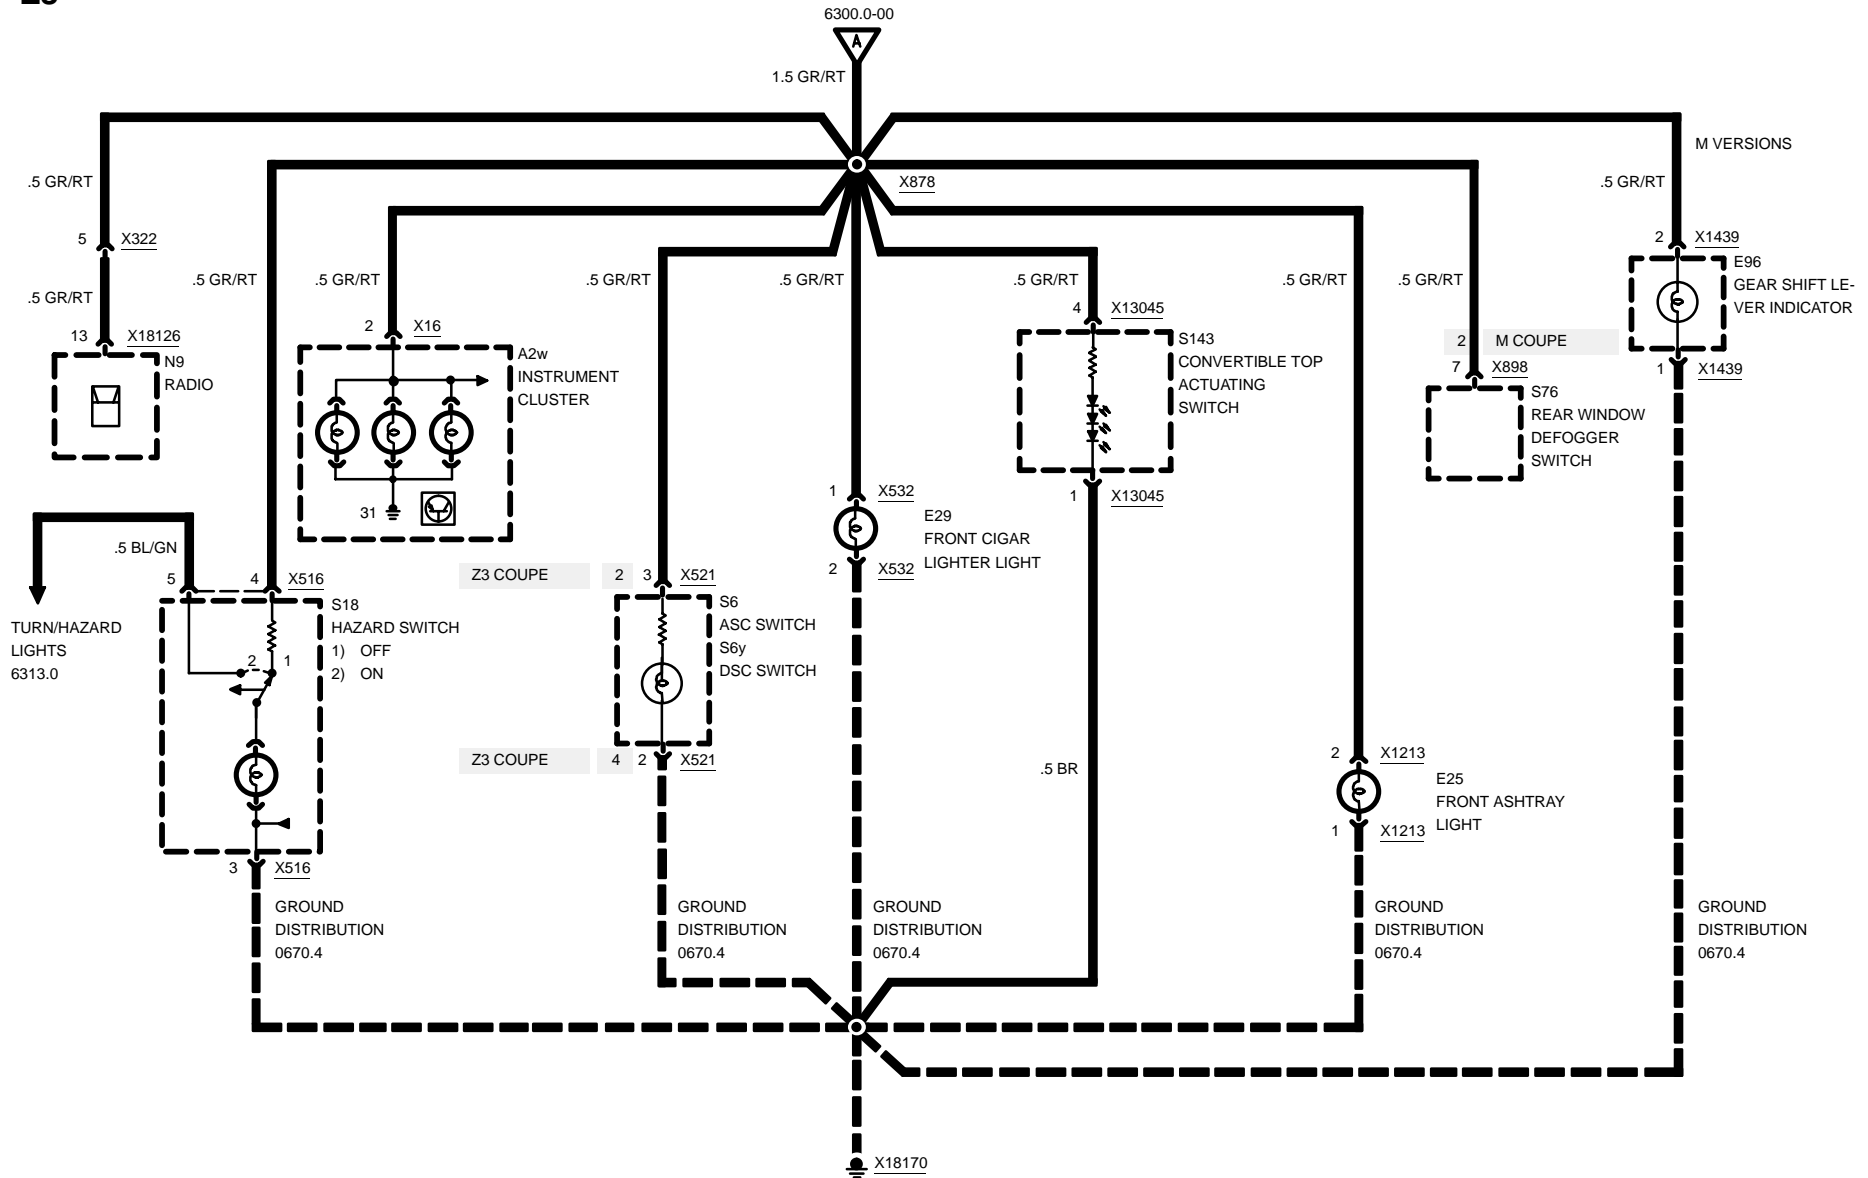 6300.0-00
A
1.5 GR/RT
M VERSIONS
.5 GR/RT
X878
.5 GR/RT
5 X322
2 X1439
.5 GR/RT
.5 GR/RT
.5 GR/RT
.5 GR/RT
.5 GR/RT
.5 GR/RT
.5 GR/RT
.5 GR/RT
.5 GR/RT
E96
GEAR SHIFT LE-
VER INDICATOR
13 X18126
N9
RADIO
2 X16
A2w
INSTRUMENT
CLUSTER
31
4 X13045
S143
CONVERTIBLE TOP
ACTUATING
SWITCH
1 X13045
2 M COUPE
7 X898
S76
REAR WINDOW
DEFOGGER
SWITCH
1 X1439
1 X532
E29
FRONT CIGAR
LIGHTER LIGHT
2 X532
.5 BL/GN
5 4 X516
TURN/HAZARD
LIGHTS
6313.0
S18
HAZARD SWITCH
1) OFF
2) ON
2 1
3 X516
Z3 COUPE 2 3 X521
S6
ASC SWITCH
S6y
DSC SWITCH
Z3 COUPE 4 2 X521
.5 BR
2 X1213
E25
FRONT ASHTRAY
LIGHT
1 X1213
GROUND
DISTRIBUTION
0670.4
GROUND
DISTRIBUTION
0670.4
GROUND
DISTRIBUTION
0670.4
GROUND
DISTRIBUTION
0670.4
GROUND
DISTRIBUTION
0670.4
X18170